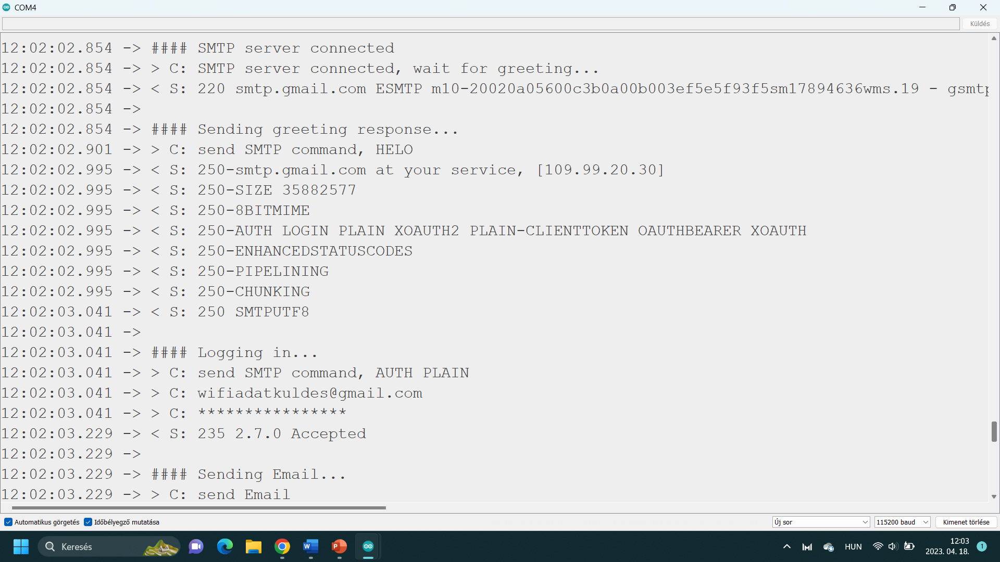 COM4
Küldés
12:02:02.854 -> #### SMTP server connected
12:02:02.854 -> > C: SMTP server connected, wait for greeting...
12:02:02.854 -> < S: 220 smtp.gmail.com ESMTP m10-20020a05600c3b0a00b003ef5e5f93f5sm17894636wms.19 - gsmtp
12:02:02.854 ->
12:02:02.854 -> #### Sending greeting response...
12:02:02.901 -> > C: send SMTP command, HELO
12:02:02.995 -> < S: 250-smtp.gmail.com at your service, [109.99.20.30]
12:02:02.995 -> < S: 250-SIZE 35882577
12:02:02.995 -> < S: 250-8BITMIME
12:02:02.995 -> < S: 250-AUTH LOGIN PLAIN XOAUTH2 PLAIN-CLIENTTOKEN OAUTHBEARER XOAUTH
12:02:02.995 -> < S: 250-ENHANCEDSTATUSCODES
12:02:02.995 -> < S: 250-PIPELINING
12:02:02.995 -> < S: 250-CHUNKING
12:02:03.041 -> < S: 250 SMTPUTF8
12:02:03.041 ->
12:02:03.041 -> #### Logging in...
12:02:03.041 -> > C: send SMTP command, AUTH PLAIN
12:02:03.041 -> > C: wifiadatkuldes@gmail.com
12:02:03.041 -> > C: ****************
12:02:03.229 -> < S: 235 2.7.0 Accepted
12:02:03.229 ->
12:02:03.229 -> #### Sending Email...
12:02:03.229 -> > C: send Email
Automatikus görgetés Időbélyegző mutatása Új sor 115200 baud Kimenet törlése
Keresés HUN 12:03
2023. 04. 18. 1